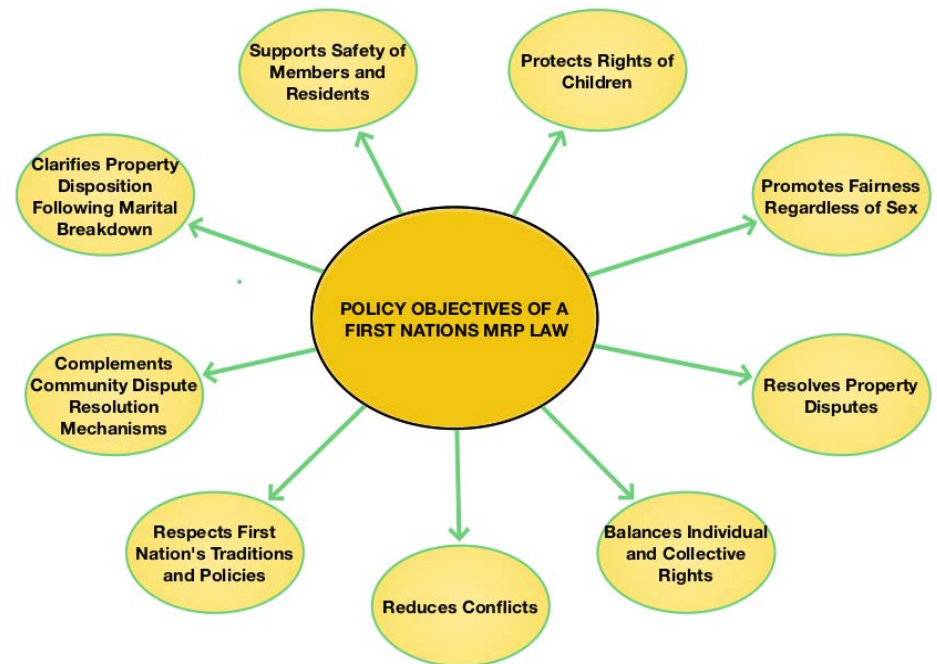 Supports Safety of
Members and
Residents
Protects Rights of
Children
Clarifies Property
Disposition
Following Marital
Breakdown
Promotes Fairness
Regardless of Sex
POLICY OBJECTIVES OF A
FIRST NATIONS MRP LAW
Complements
Community Dispute
Resolution
Mechanisms
Resolves Property
Disputes
Respects First
Nation's Traditions
and Policies
Balances Individual
and Collective
Rights
Reduces Conflicts